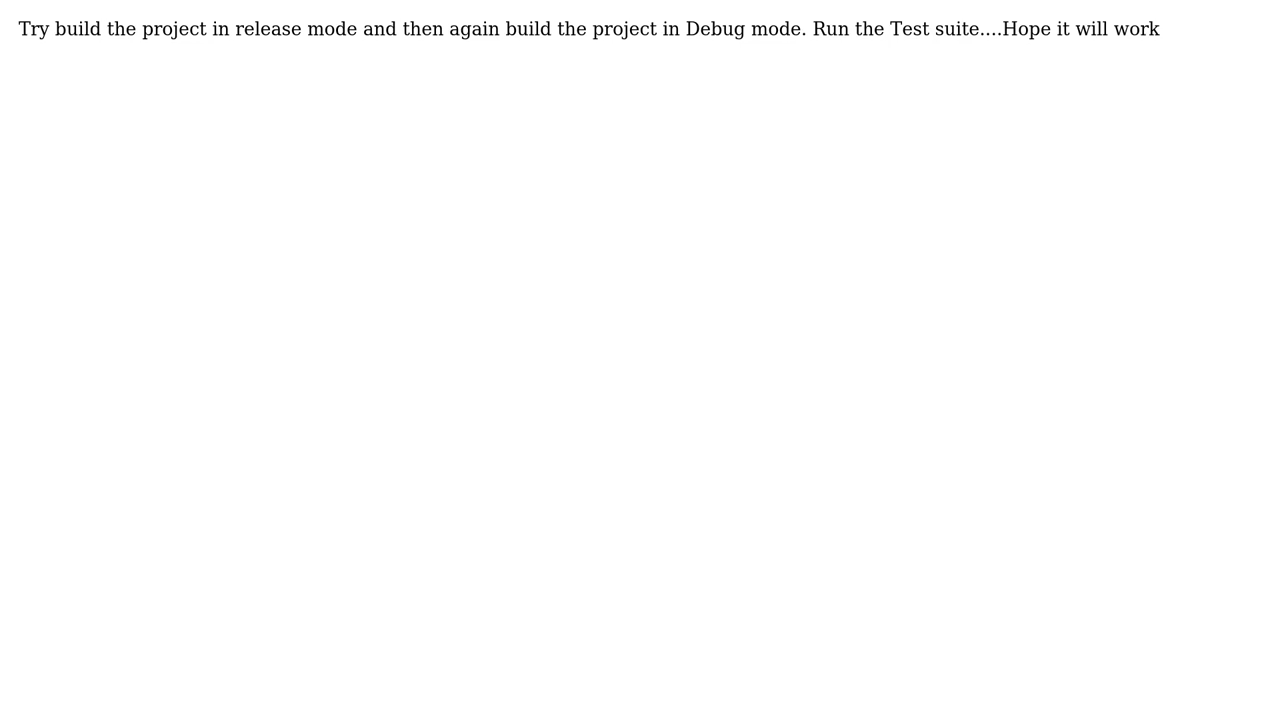 Try build the project in release mode and then again build the project in Debug mode. Run the Test suite....Hope it will work